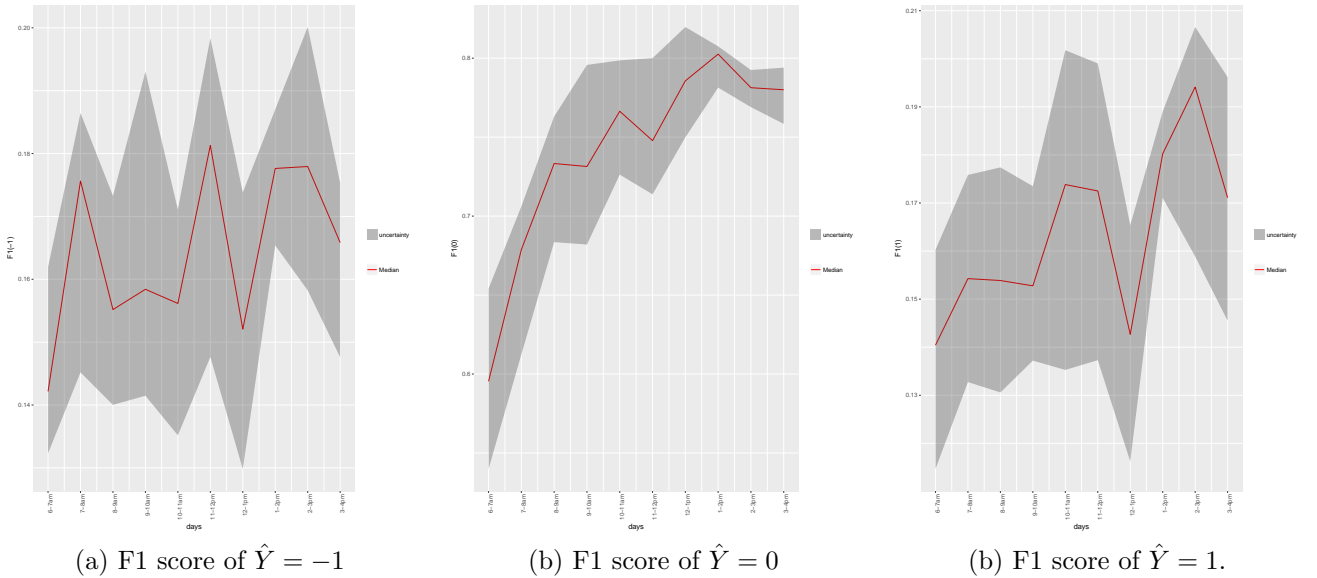 0.20
0.18
0.16
0.14
F1(−1)
6−7am
7−8am
8−9am
9−10am
10−11am
11−12pm
12−1pm
1−2pm
2−3pm
3−4pm
days
uncertainty
Median
(a) F1 score of Ŷ = −1
0.8
0.7
0.6
F1(0)
6−7am
7−8am
8−9am
9−10am
10−11am
11−12pm
12−1pm
1−2pm
2−3pm
3−4pm
days
uncertainty
Median
(b) F1 score of Ŷ = 0
0.21
0.19
0.17
0.15
0.13
F1(1)
6−7am
7−8am
8−9am
9−10am
10−11am
11−12pm
12−1pm
1−2pm
2−3pm
3−4pm
days
uncertainty
Median
(b) F1 score of Ŷ = 1.